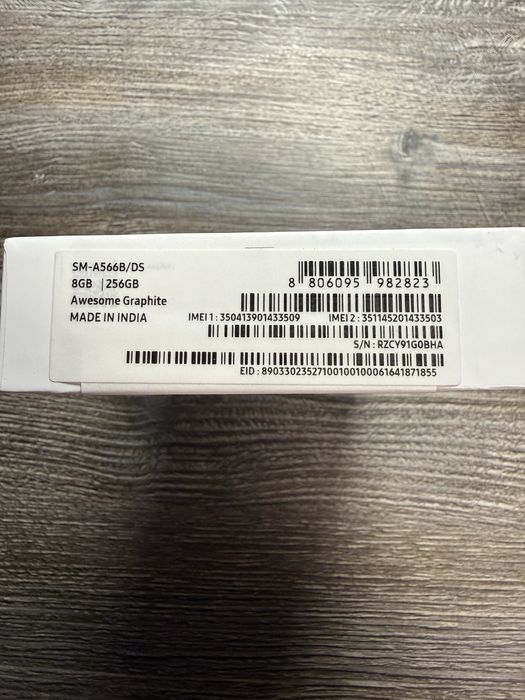 SM-A566B/DS
8GB | 256GB
Awesome Graphite
MADE IN INDIA
8 806095 982823
IMEI 1 : 350413901433509 IMEI 2 : 351145201433503
S/N : RZCY91G0BHA
EID : 89033023527100100100061641871855